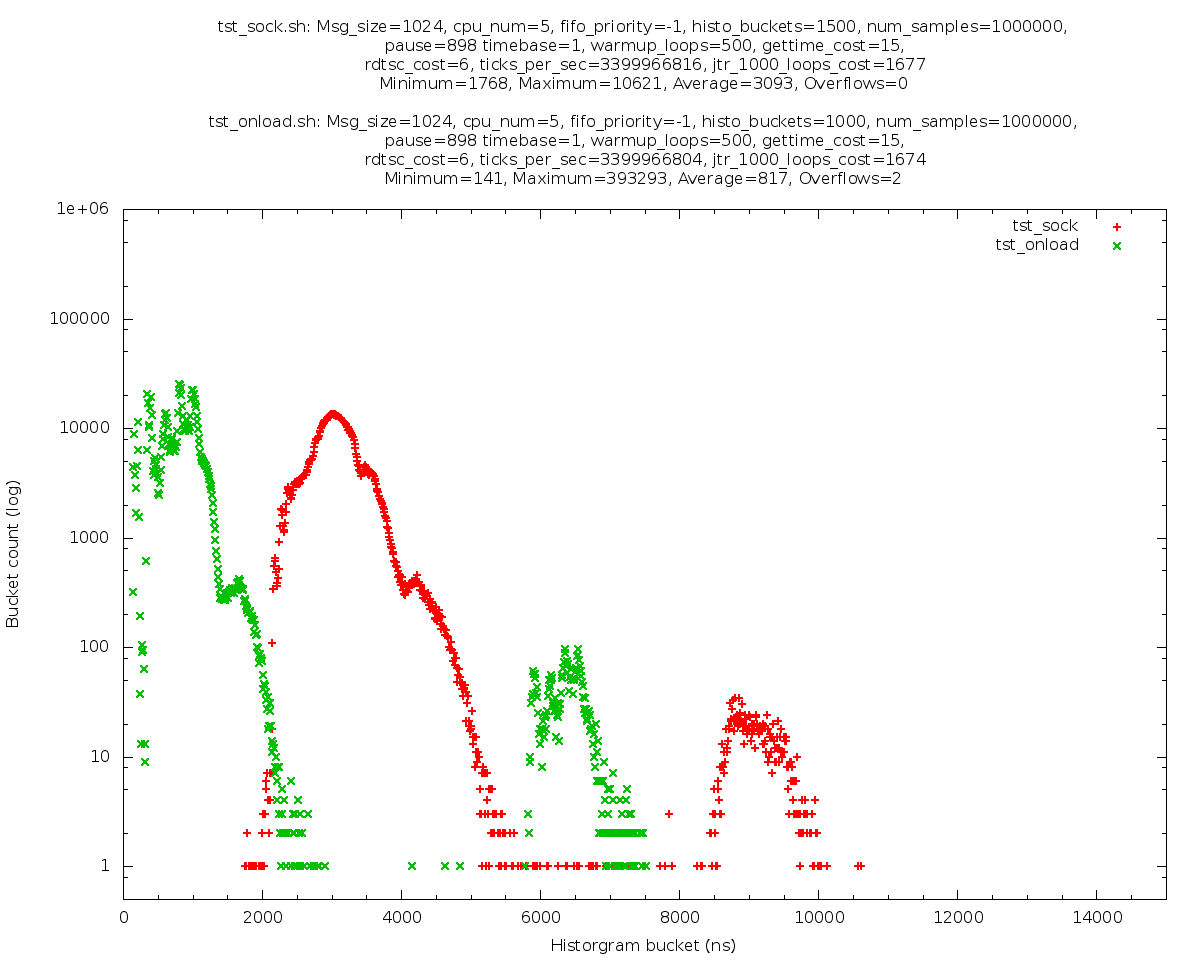 tst_sock.sh: Msg_size=1024, cpu_num=5, fifo_priority=-1, histo_buckets=1500, num_samples=1000000,
pause=898 timebase=1, warmup_loops=500, gettime_cost=15,
rdtsc_cost=6, ticks_per_sec=3399966816, jtr_1000_loops_cost=1677
Minimum=1768, Maximum=10621, Average=3093, Overflows=0
tst_onload.sh: Msg_size=1024, cpu_num=5, fifo_priority=-1, histo_buckets=1000, num_samples=1000000,
pause=898 timebase=1, warmup_loops=500, gettime_cost=15,
rdtsc_cost=6, ticks_per_sec=3399966804, jtr_1000_loops_cost=1674
Minimum=141, Maximum=393293, Average=817, Overflows=2
1e+06
tst_sock
tst_onload
100000
10000
1000
100
10
1
Bucket count (log)
0 2000 4000 6000 8000 10000 12000 14000
Historgram bucket (ns)